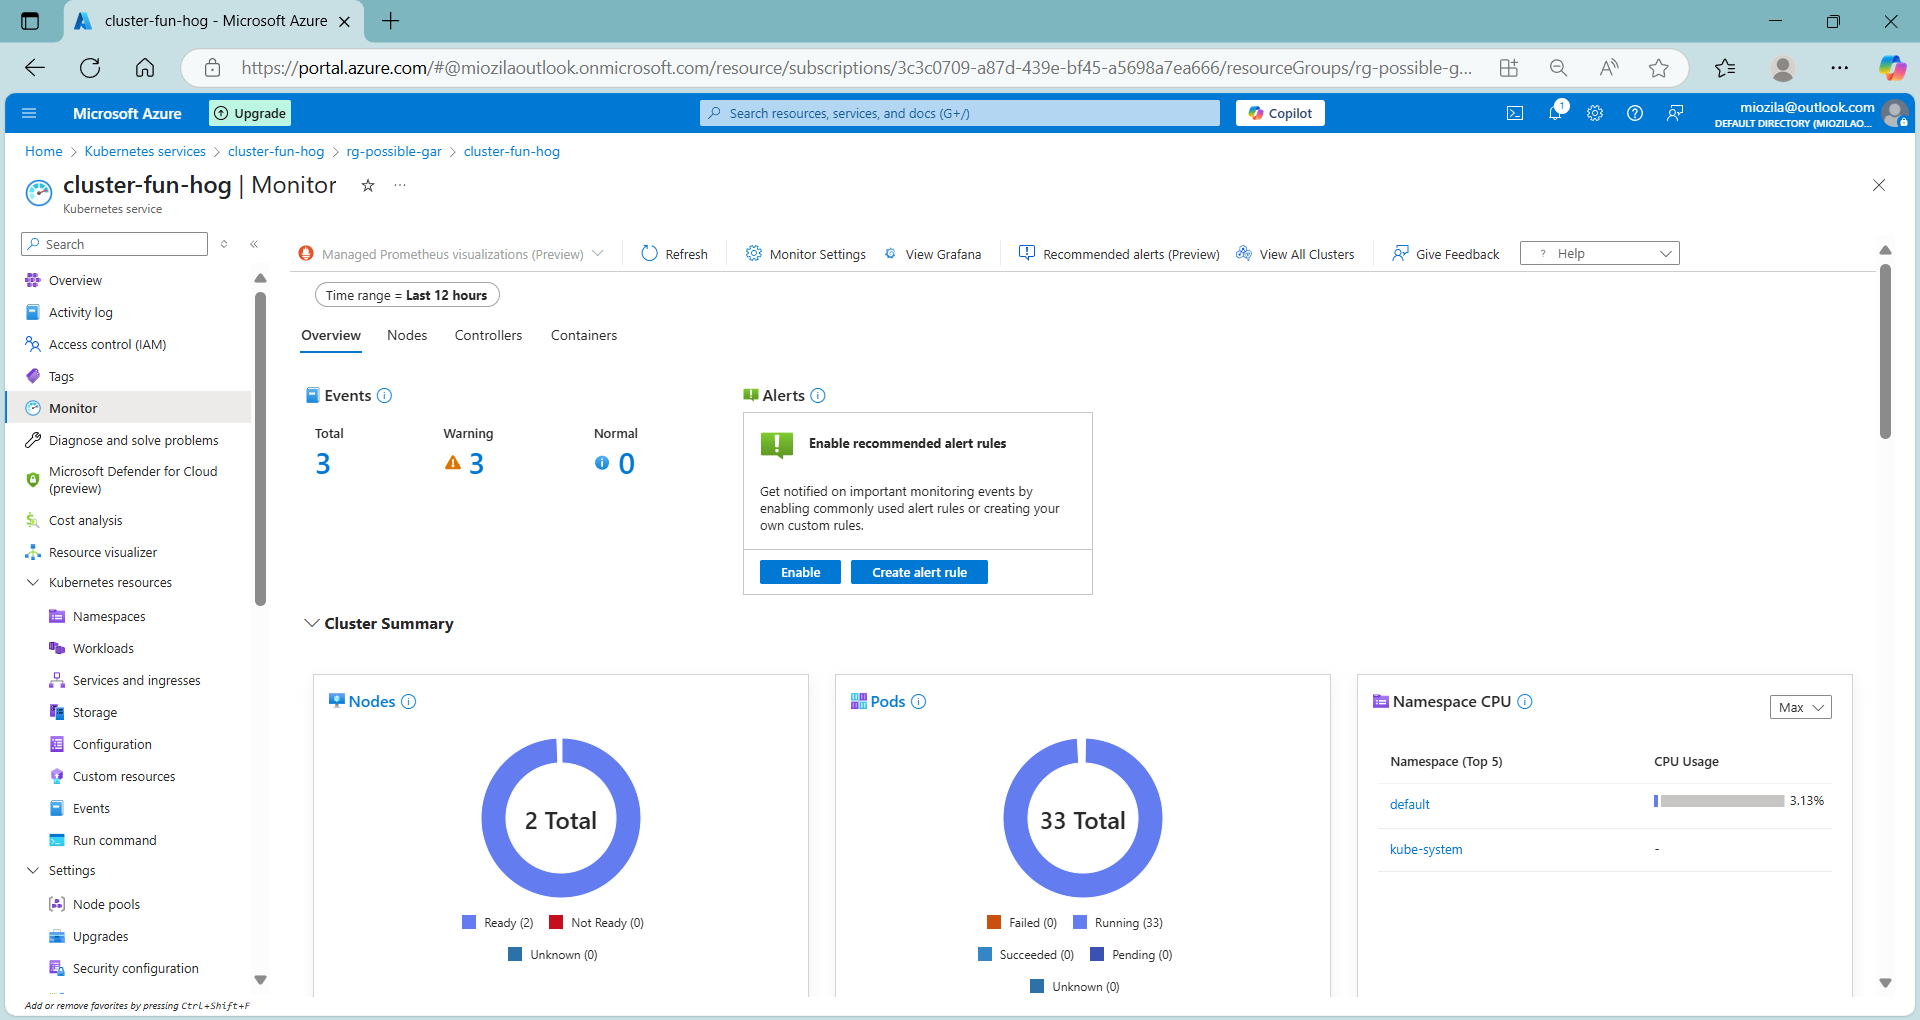 cluster-fun-hog - Microsoft Azure
https://portal.azure.com/#@miozilaoutlook.onmicrosoft.com/resource/subscriptions/3c3c0709-a87d-439e-bf45-a5698a7ea666/resourceGroups/rg-possible-g...
Microsoft Azure
Upgrade
Search resources, services, and docs (G+/)
Copilot
1
miozila@outlook.com
DEFAULT DIRECTORY (MIOZILAO...
Home > Kubernetes services > cluster-fun-hog > rg-possible-gar > cluster-fun-hog
cluster-fun-hog | Monitor
Kubernetes service
Search
Overview
Activity log
Access control (IAM)
Tags
Monitor
Diagnose and solve problems
Microsoft Defender for Cloud
(preview)
Cost analysis
Resource visualizer
Kubernetes resources
Namespaces
Workloads
Services and ingresses
Storage
Configuration
Custom resources
Events
Run command
Settings
Node pools
Upgrades
Security configuration
Add or remove favorites by pressing Ctrl+Shift+F
Managed Prometheus visualizations (Preview)
Refresh
Monitor Settings
View Grafana
Recommended alerts (Preview)
View All Clusters
Give Feedback
? Help
Time range = Last 12 hours
Overview Nodes Controllers Containers
Events
Total Warning Normal
3 3 0
Alerts
Enable recommended alert rules
Get notified on important monitoring events by
enabling commonly used alert rules or creating your
own custom rules.
Enable
Create alert rule
Cluster Summary
Nodes
2 Total
Ready (2) Not Ready (0)
Unknown (0)
Pods
33 Total
Failed (0) Running (33)
Succeeded (0) Pending (0)
Unknown (0)
Namespace CPU
Max
Namespace (Top 5) CPU Usage
default 3.13%
kube-system -